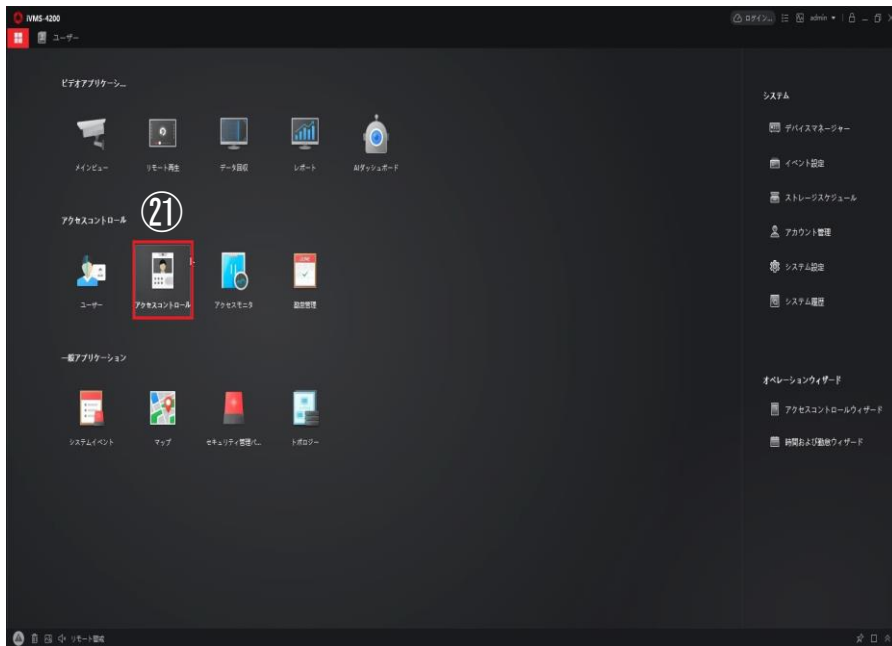 iVMS-4200
ログイン...
admin
ユーザー
ビデオアプリケーシ...
メインビュー
リモート再生
データ回収
レポート
AIダッシュボード
㉑
アクセスコントロール
ユーザー
アクセスコントロール
アクセスモニタ
勤怠管理
一般アプリケーション
システムイベント
マップ
セキュリティ管理パ...
トポロジー
システム
デバイスマネージャー
イベント設定
ストレージスケジュール
アカウント管理
システム設定
システム履歴
オペレーションウィザード
アクセスコントロールウィザード
時間および勤怠ウィザード